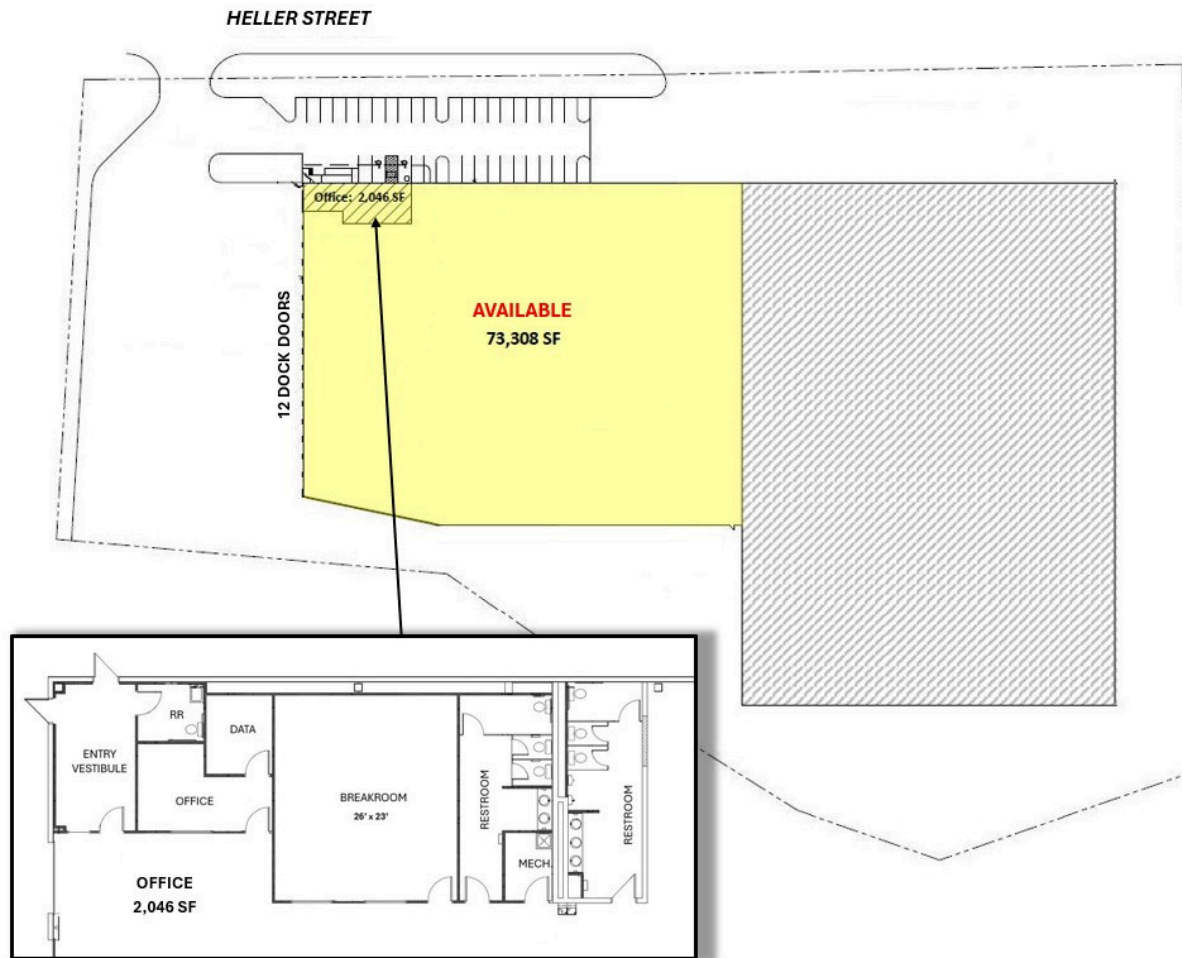 HELLER STREET
Office: 2,046 SF
AVAILABLE
73,308 SF
12 DOCK DOORS
RR
DATA
ENTRY
VESTIBULE
OFFICE
BREAKROOM
26' x 23'
RESTROOM
MECH.
RESTROOM
OFFICE
2,046 SF